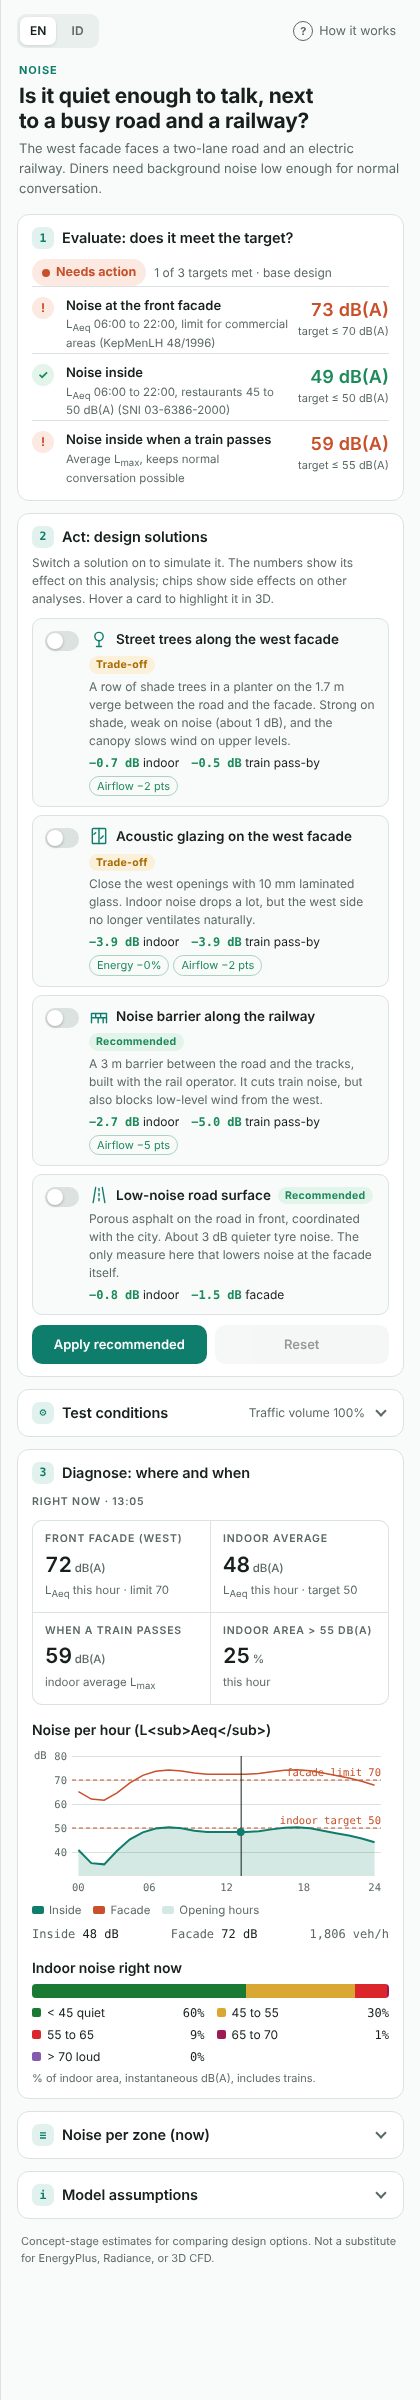 EN ID ? How it works
NOISE
Is it quiet enough to talk, next
to a busy road and a railway?
The west facade faces a two-lane road and an electric
railway. Diners need background noise low enough for normal
conversation.
1 Evaluate: does it meet the target?
Needs action 1 of 3 targets met · base design
! Noise at the front facade 73 dB(A)
LAeq 06:00 to 22:00, limit for commercial target ≤ 70 dB(A)
areas (KepMenLH 48/1996)
Noise inside 49 dB(A)
LAeq 06:00 to 22:00, restaurants 45 to target ≤ 50 dB(A)
50 dB(A) (SNI 03-6386-2000)
! Noise inside when a train passes 59 dB(A)
Average Lmax, keeps normal target ≤ 55 dB(A)
conversation possible
2 Act: design solutions
Switch a solution on to simulate it. The numbers show its
effect on this analysis; chips show side effects on other
analyses. Hover a card to highlight it in 3D.
Street trees along the west facade
Trade-off
A row of shade trees in a planter on the 1.7 m
verge between the road and the facade. Strong on
shade, weak on noise (about 1 dB), and the
canopy slows wind on upper levels.
−0.7 dB indoor −0.5 dB train pass-by
Airflow −2 pts
Acoustic glazing on the west facade
Trade-off
Close the west openings with 10 mm laminated
glass. Indoor noise drops a lot, but the west side
no longer ventilates naturally.
−3.9 dB indoor −3.9 dB train pass-by
Energy −0% Airflow −2 pts
Noise barrier along the railway
Recommended
A 3 m barrier between the road and the tracks,
built with the rail operator. It cuts train noise, but
also blocks low-level wind from the west.
−2.7 dB indoor −5.0 dB train pass-by
Airflow −5 pts
Low-noise road surface Recommended
Porous asphalt on the road in front, coordinated
with the city. About 3 dB quieter tyre noise. The
only measure here that lowers noise at the facade
itself.
−0.8 dB indoor −1.5 dB facade
Apply recommended Reset
Test conditions Traffic volume 100%
3 Diagnose: where and when
RIGHT NOW · 13:05
FRONT FACADE (WEST) INDOOR AVERAGE
72 dB(A) 48 dB(A)
LAeq this hour · limit 70 LAeq this hour · target 50
WHEN A TRAIN PASSES INDOOR AREA > 55 DB(A)
59 dB(A) 25 %
indoor average Lmax this hour
Noise per hour (L<sub>Aeq</sub>)
dB 80
70 facade limit 70
60
50 indoor target 50
40
00 06 12 18 24
Inside Facade Opening hours
Inside 48 dB Facade 72 dB 1,806 veh/h
Indoor noise right now
< 45 quiet 60% 45 to 55 30%
55 to 65 9% 65 to 70 1%
> 70 loud 0%
% of indoor area, instantaneous dB(A), includes trains.
≡ Noise per zone (now)
i Model assumptions
Concept-stage estimates for comparing design options. Not a substitute
for EnergyPlus, Radiance, or 3D CFD.